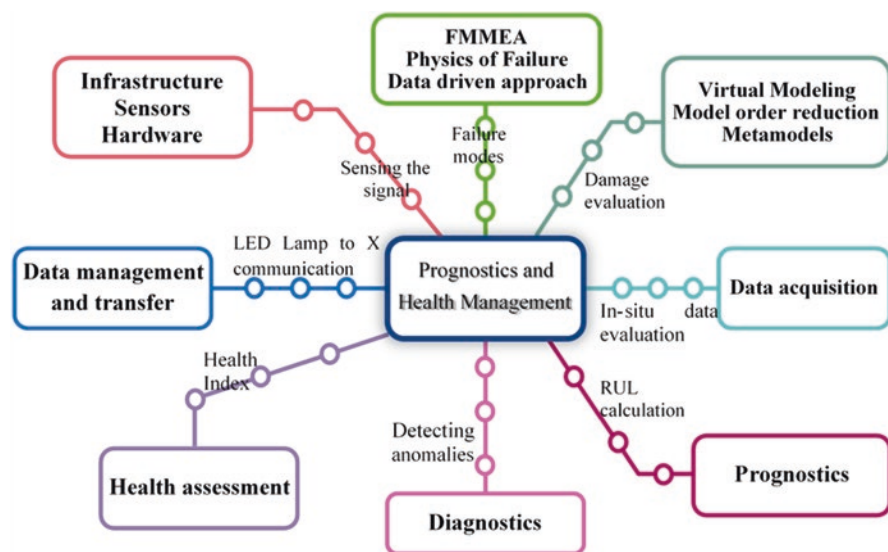 FMMEA
Physics of Failure
Data driven approach
Infrastructure
Sensors
Hardware
Virtual Modeling
Model order reduction
Metamodels
Failure
modes
Sensing the
signal
Damage
evaluation
LED Lamp to X
communication
Data management
and transfer
Prognostics and
Health Management
In-situ data
evaluation
Data acquisition
Health
Index
RUL
calculation
Detecting
anomalies
Health assessment
Diagnostics
Prognostics